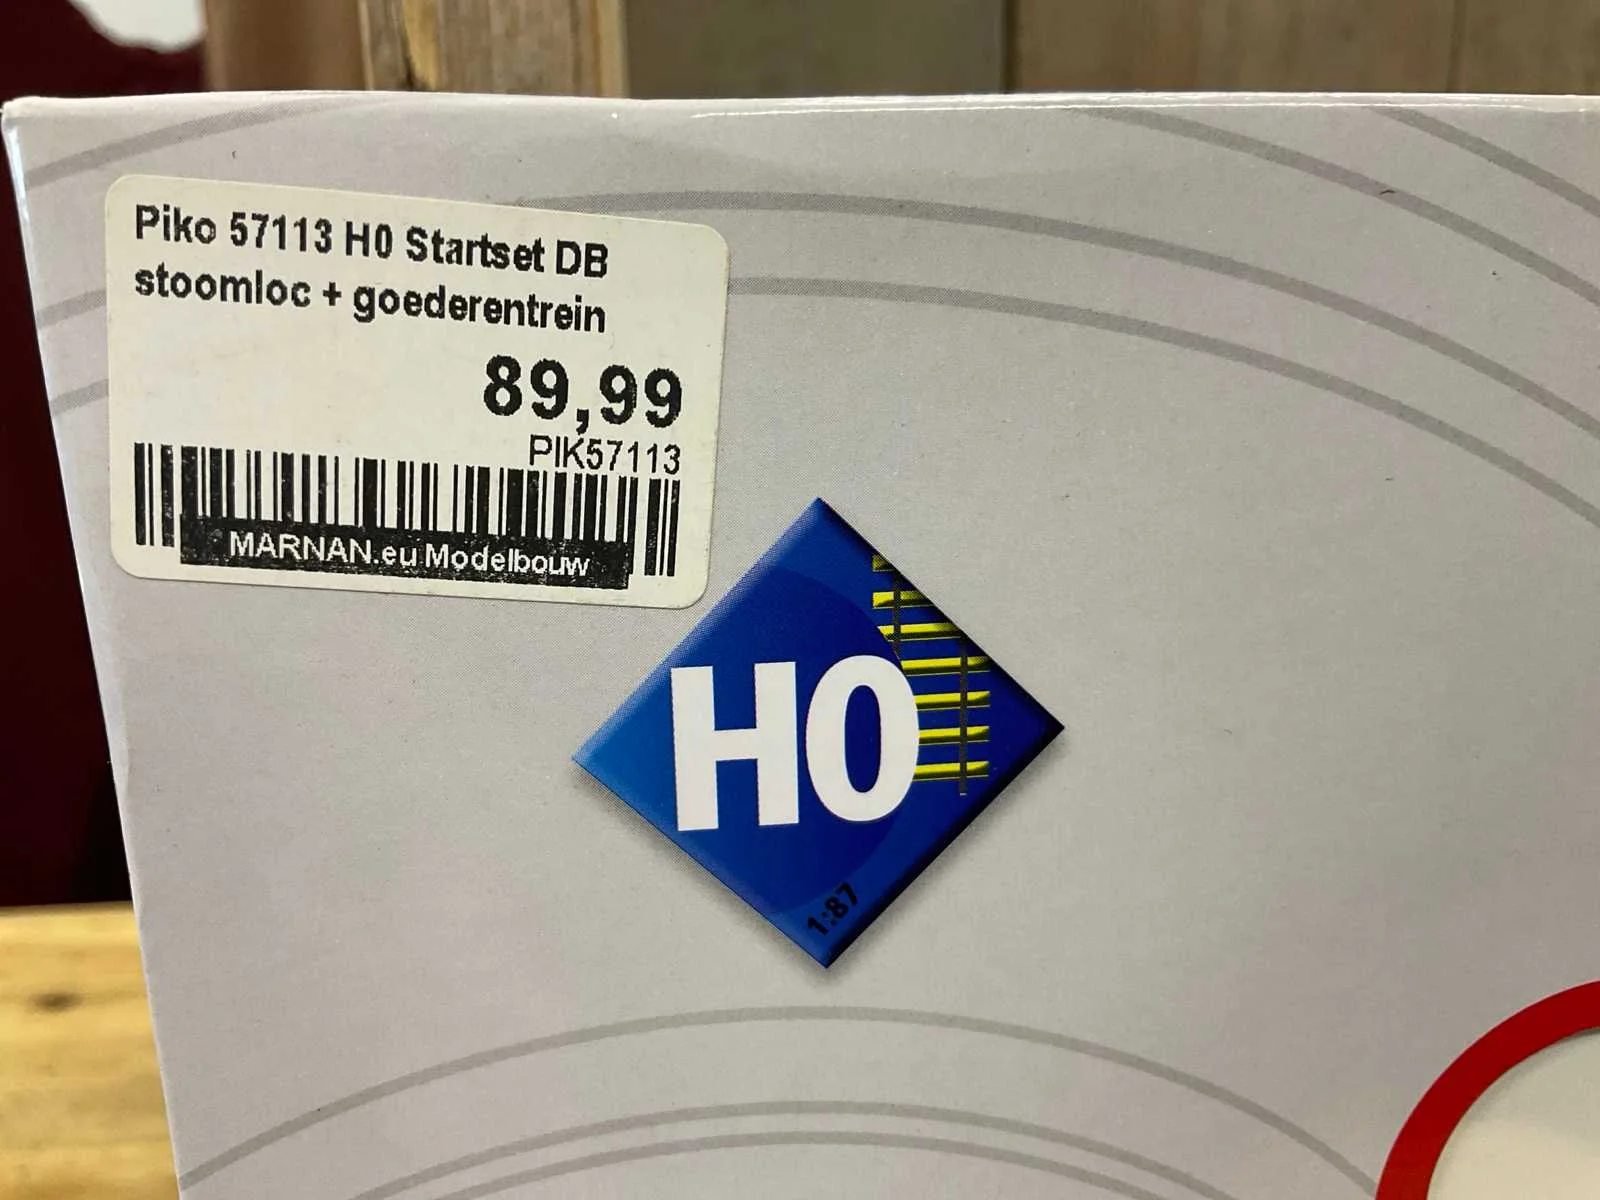 Piko 57113 H0 Startset DB
stoomloc + goederentrein
89,99
PIK57113
MARNAN.eu Modelbouw
H0
1:87